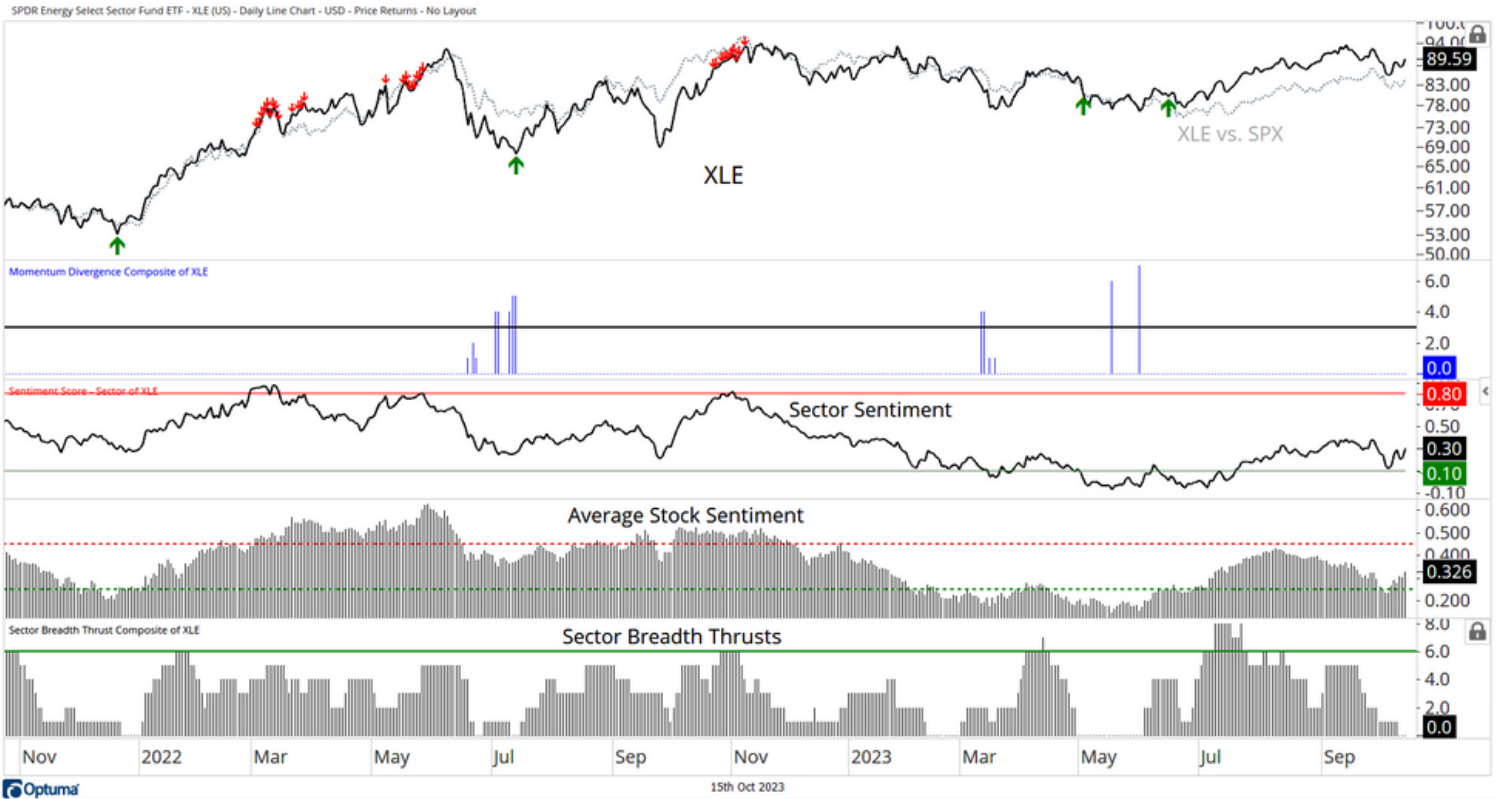 SPDR Energy Select Sector Fund ETF - XLE (US) - Daily Line Chart - USD - Price Returns - No Layout
94.00
89.59
83.00
78.00
73.00
69.00
65.00
61.00
57.00
53.00
50.00
XLE vs. SPX
XLE
Momentum Divergence Composite of XLE
6.0
4.0
2.0
0.0
Sentiment Score - Sector of XLE
0.80
Sector Sentiment
0.50
0.30
0.10
-0.10
Average Stock Sentiment
0.600
0.500
0.400
0.326
0.200
Sector Breadth Thrust Composite of XLE
Sector Breadth Thrusts
8.0
6.0
4.0
2.0
0.0
Nov 2022 Mar May Jul Sep Nov 2023 Mar May Jul Sep
Optuma
15th Oct 2023